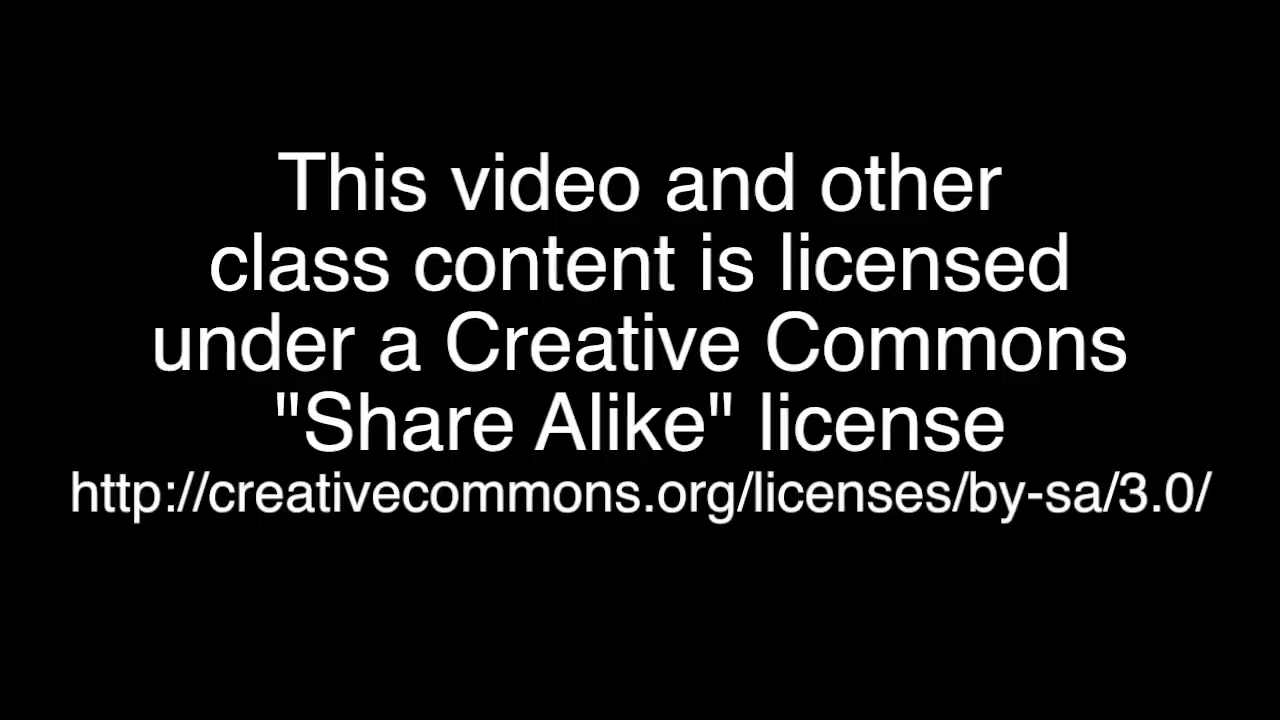 This video and other
class content is licensed
under a Creative Commons
"Share Alike" license
http://creativecommons.org/licenses/by-sa/3.0/